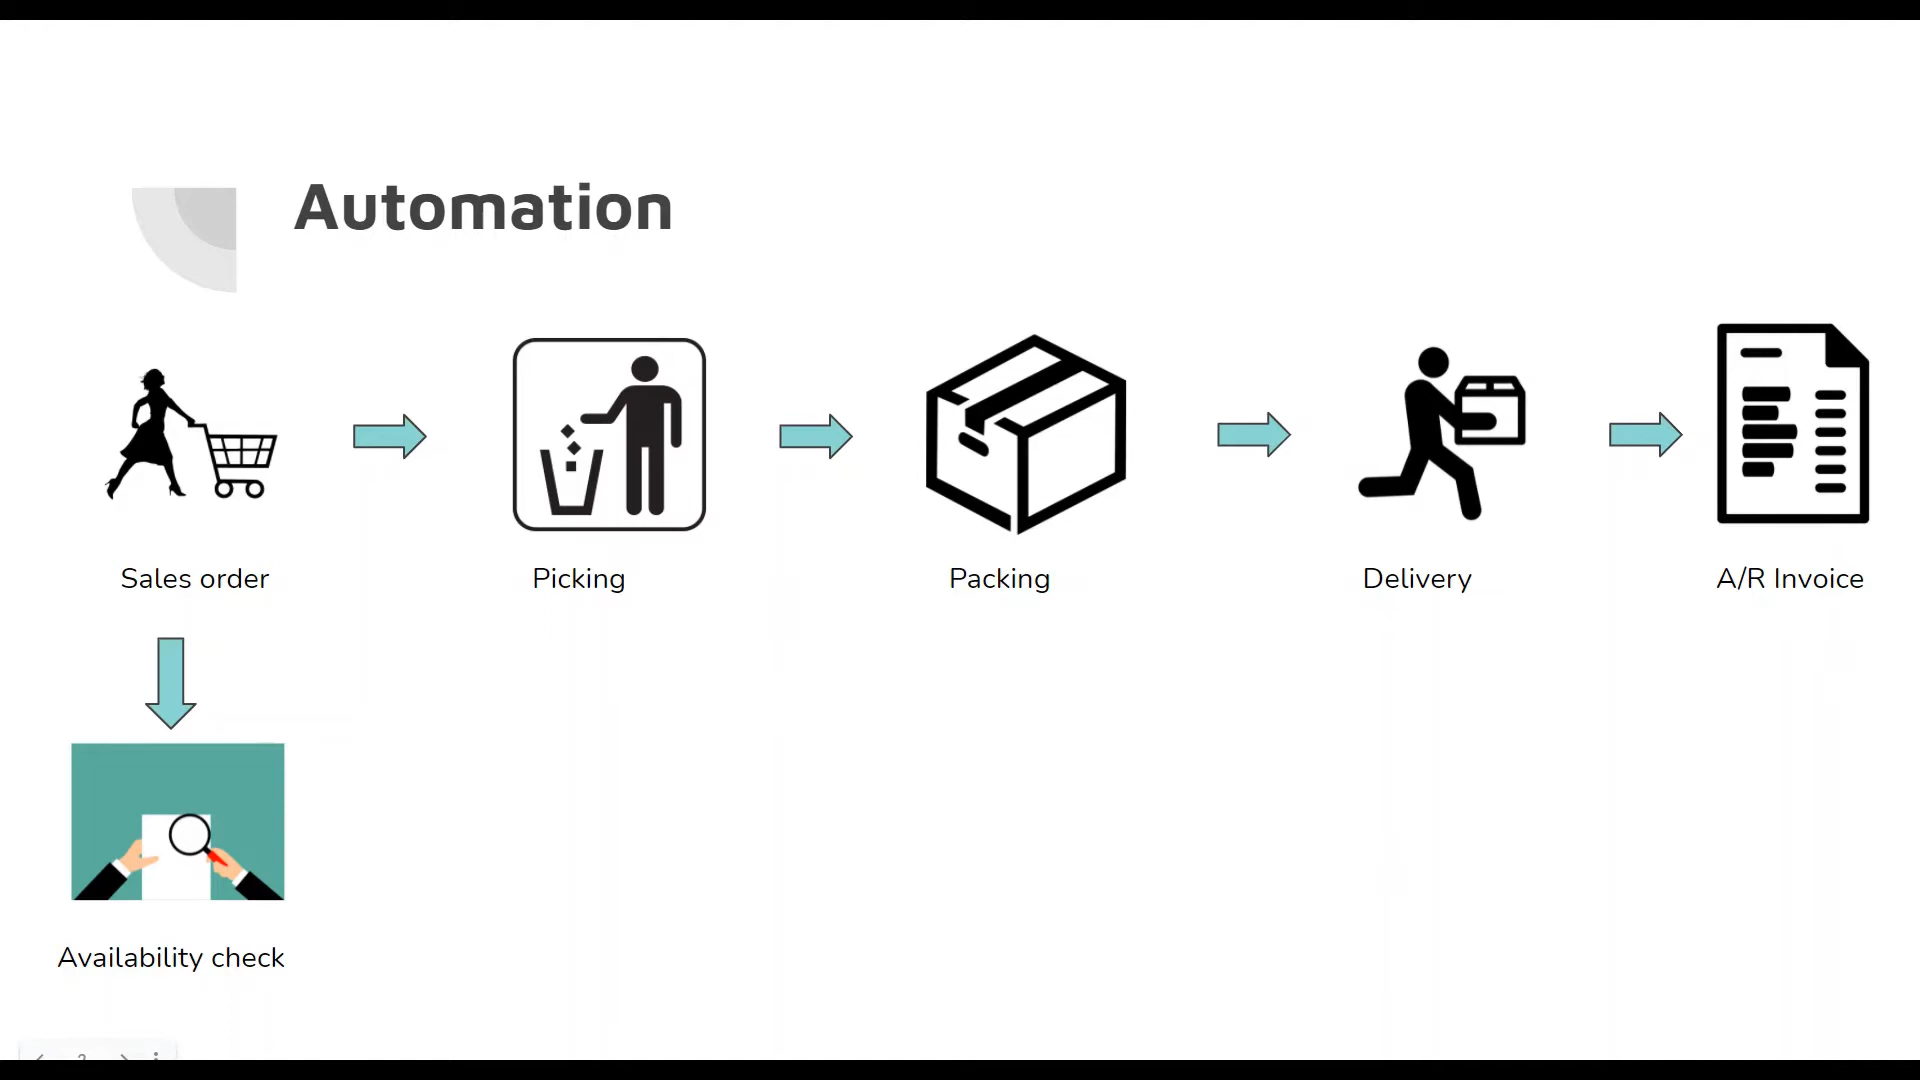 Automation
Sales order
Picking
Packing
Delivery
A/R Invoice
Availability check